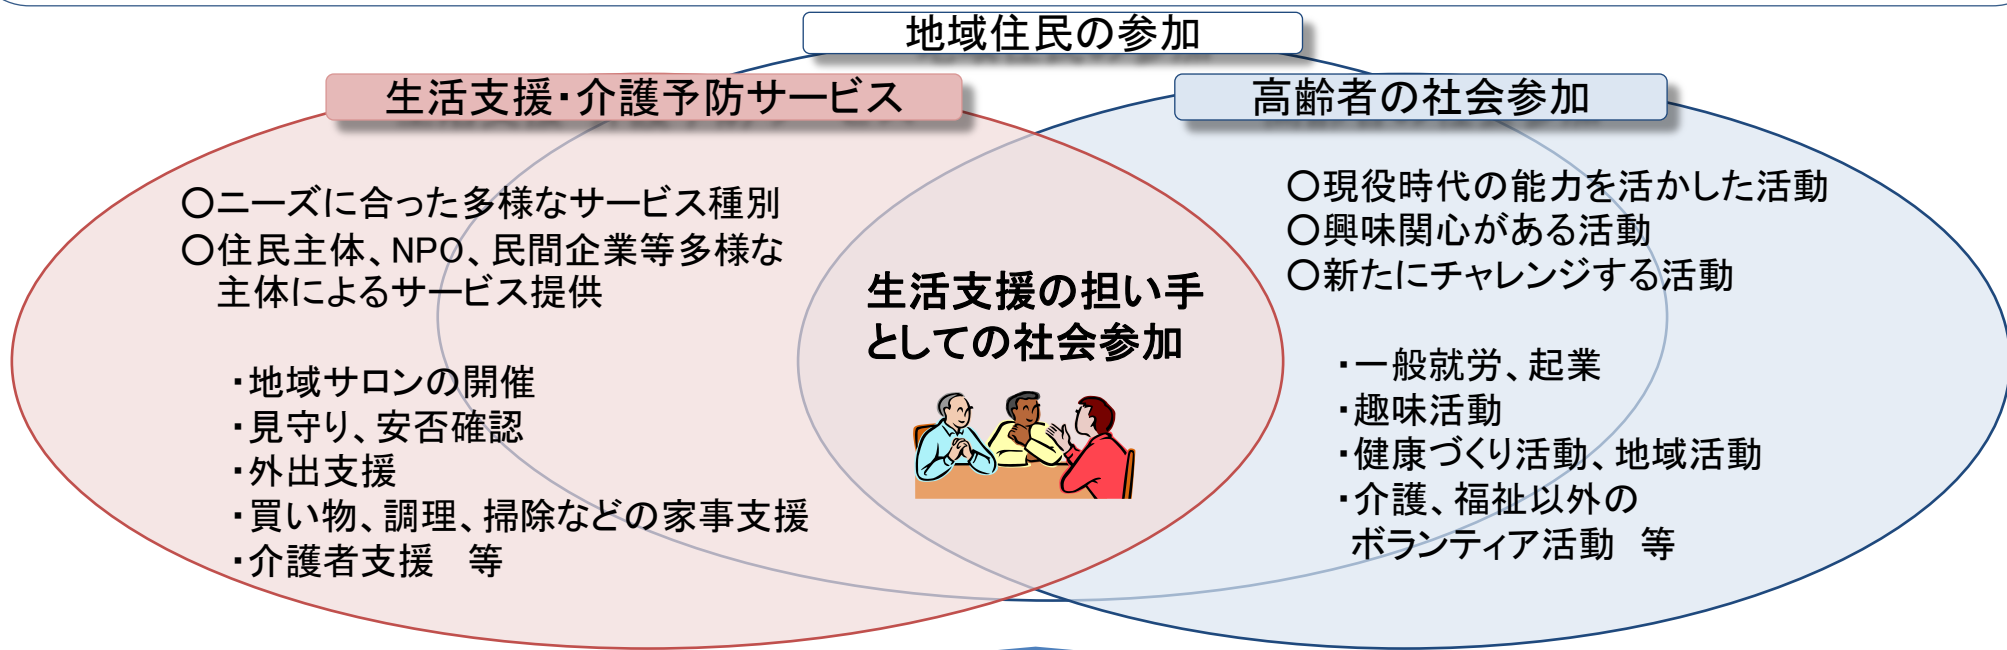 地域住民の参加
生活支援・介護予防サービス
○ニーズに合った多様なサービス種別
○住民主体、NPO、民間企業等多様な
主体によるサービス提供
・地域サロンの開催
・見守り、安否確認
・外出支援
・買い物、調理、掃除などの家事支援
・介護者支援　等
生活支援の担い手
としての社会参加
高齢者の社会参加
○現役時代の能力を活かした活動
○興味関心がある活動
○新たにチャレンジする活動
・一般就労、起業
・趣味活動
・健康づくり活動、地域活動
・介護、福祉以外の
ボランティア活動　等